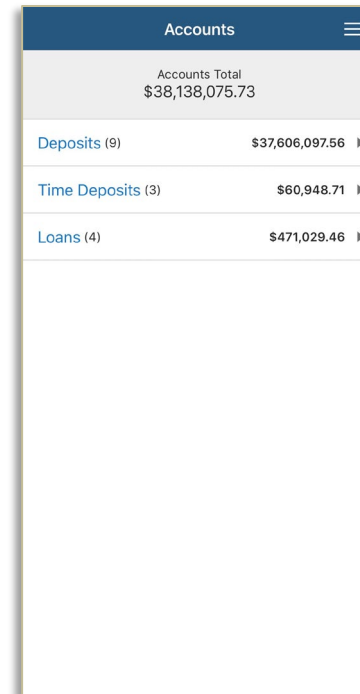 Accounts
Accounts Total
$38,138,075.73
Deposits (9) $37,606,097.56
Time Deposits (3) $60,948.71
Loans (4) $471,029.46